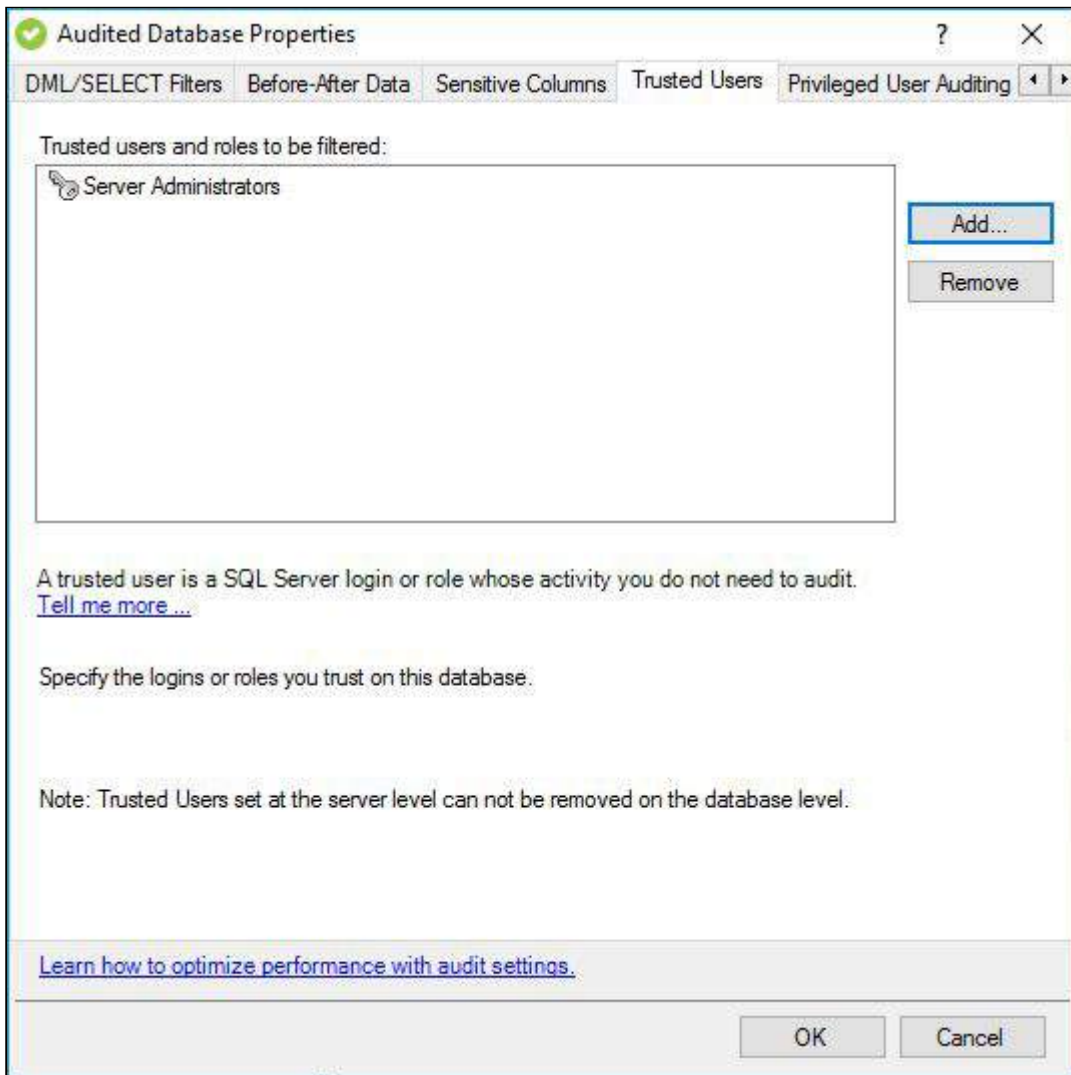 Audited Database Properties
?
DML/SELECT Filters Before-After Data Sensitive Columns Trusted Users Privileged User Auditing
Trusted users and roles to be filtered:
Server Administrators
Add...
Remove
A trusted user is a SQL Server login or role whose activity you do not need to audit.
Tell me more ...
Specify the logins or roles you trust on this database.
Note: Trusted Users set at the server level can not be removed on the database level.
Learn how to optimize performance with audit settings.
OK Cancel